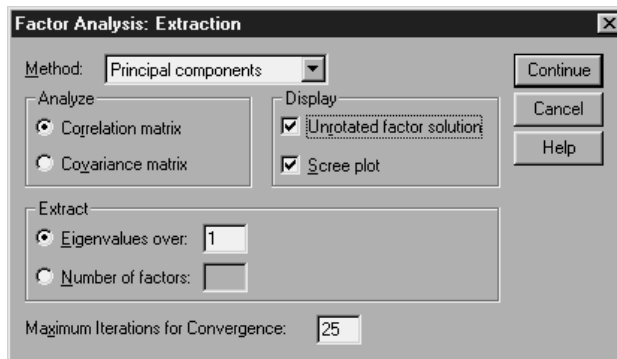 Factor Analysis: Extraction
Method: Principal components
Continue
Analyze
Display
Correlation matrix
Unrotated factor solution
Cancel
Covariance matrix
Scree plot
Help
Extract
Eigenvalues over: 1
Number of factors:
Maximum Iterations for Convergence: 25